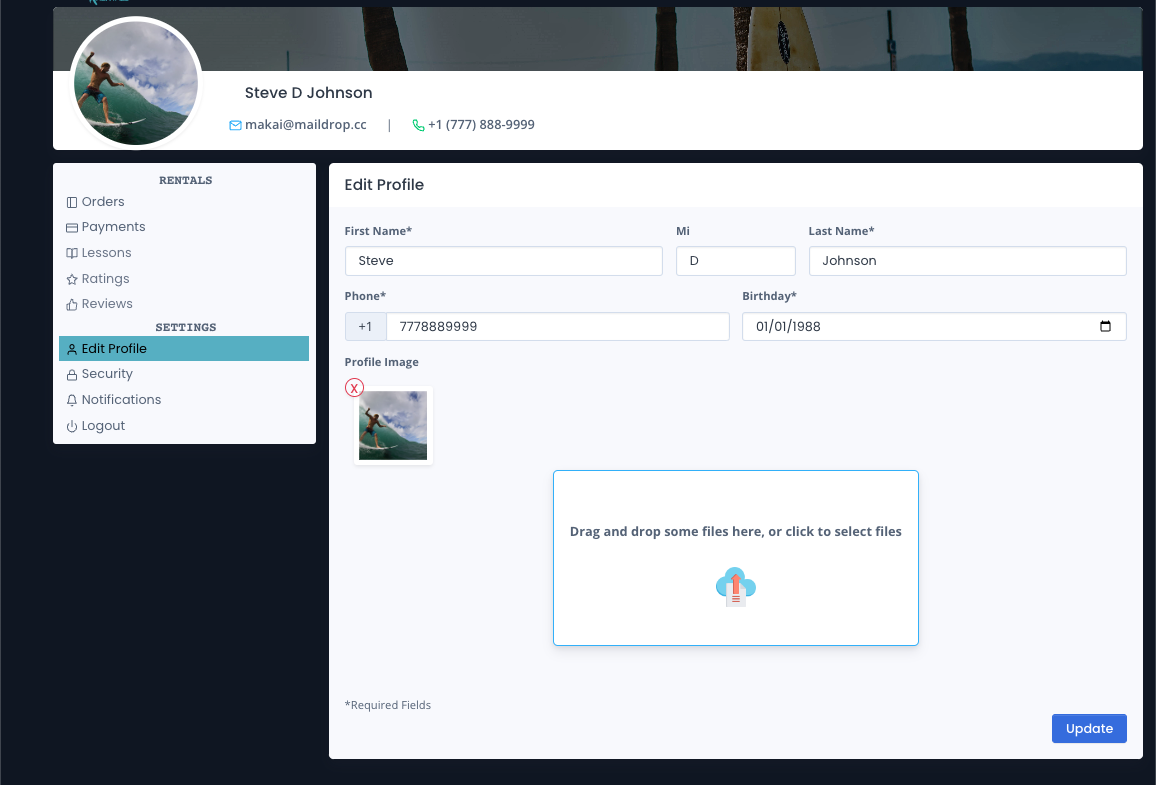 Steve D Johnson
makai@maildrop.cc | +1 (777) 888-9999
RENTALS
Orders
Payments
Lessons
Ratings
Reviews
SETTINGS
Edit Profile
Security
Notifications
Logout
Edit Profile
First Name* Mi Last Name*
Steve D Johnson
Phone* Birthday*
+1 7778889999 01/01/1988
Profile Image
X
Drag and drop some files here, or click to select files
*Required Fields
Update